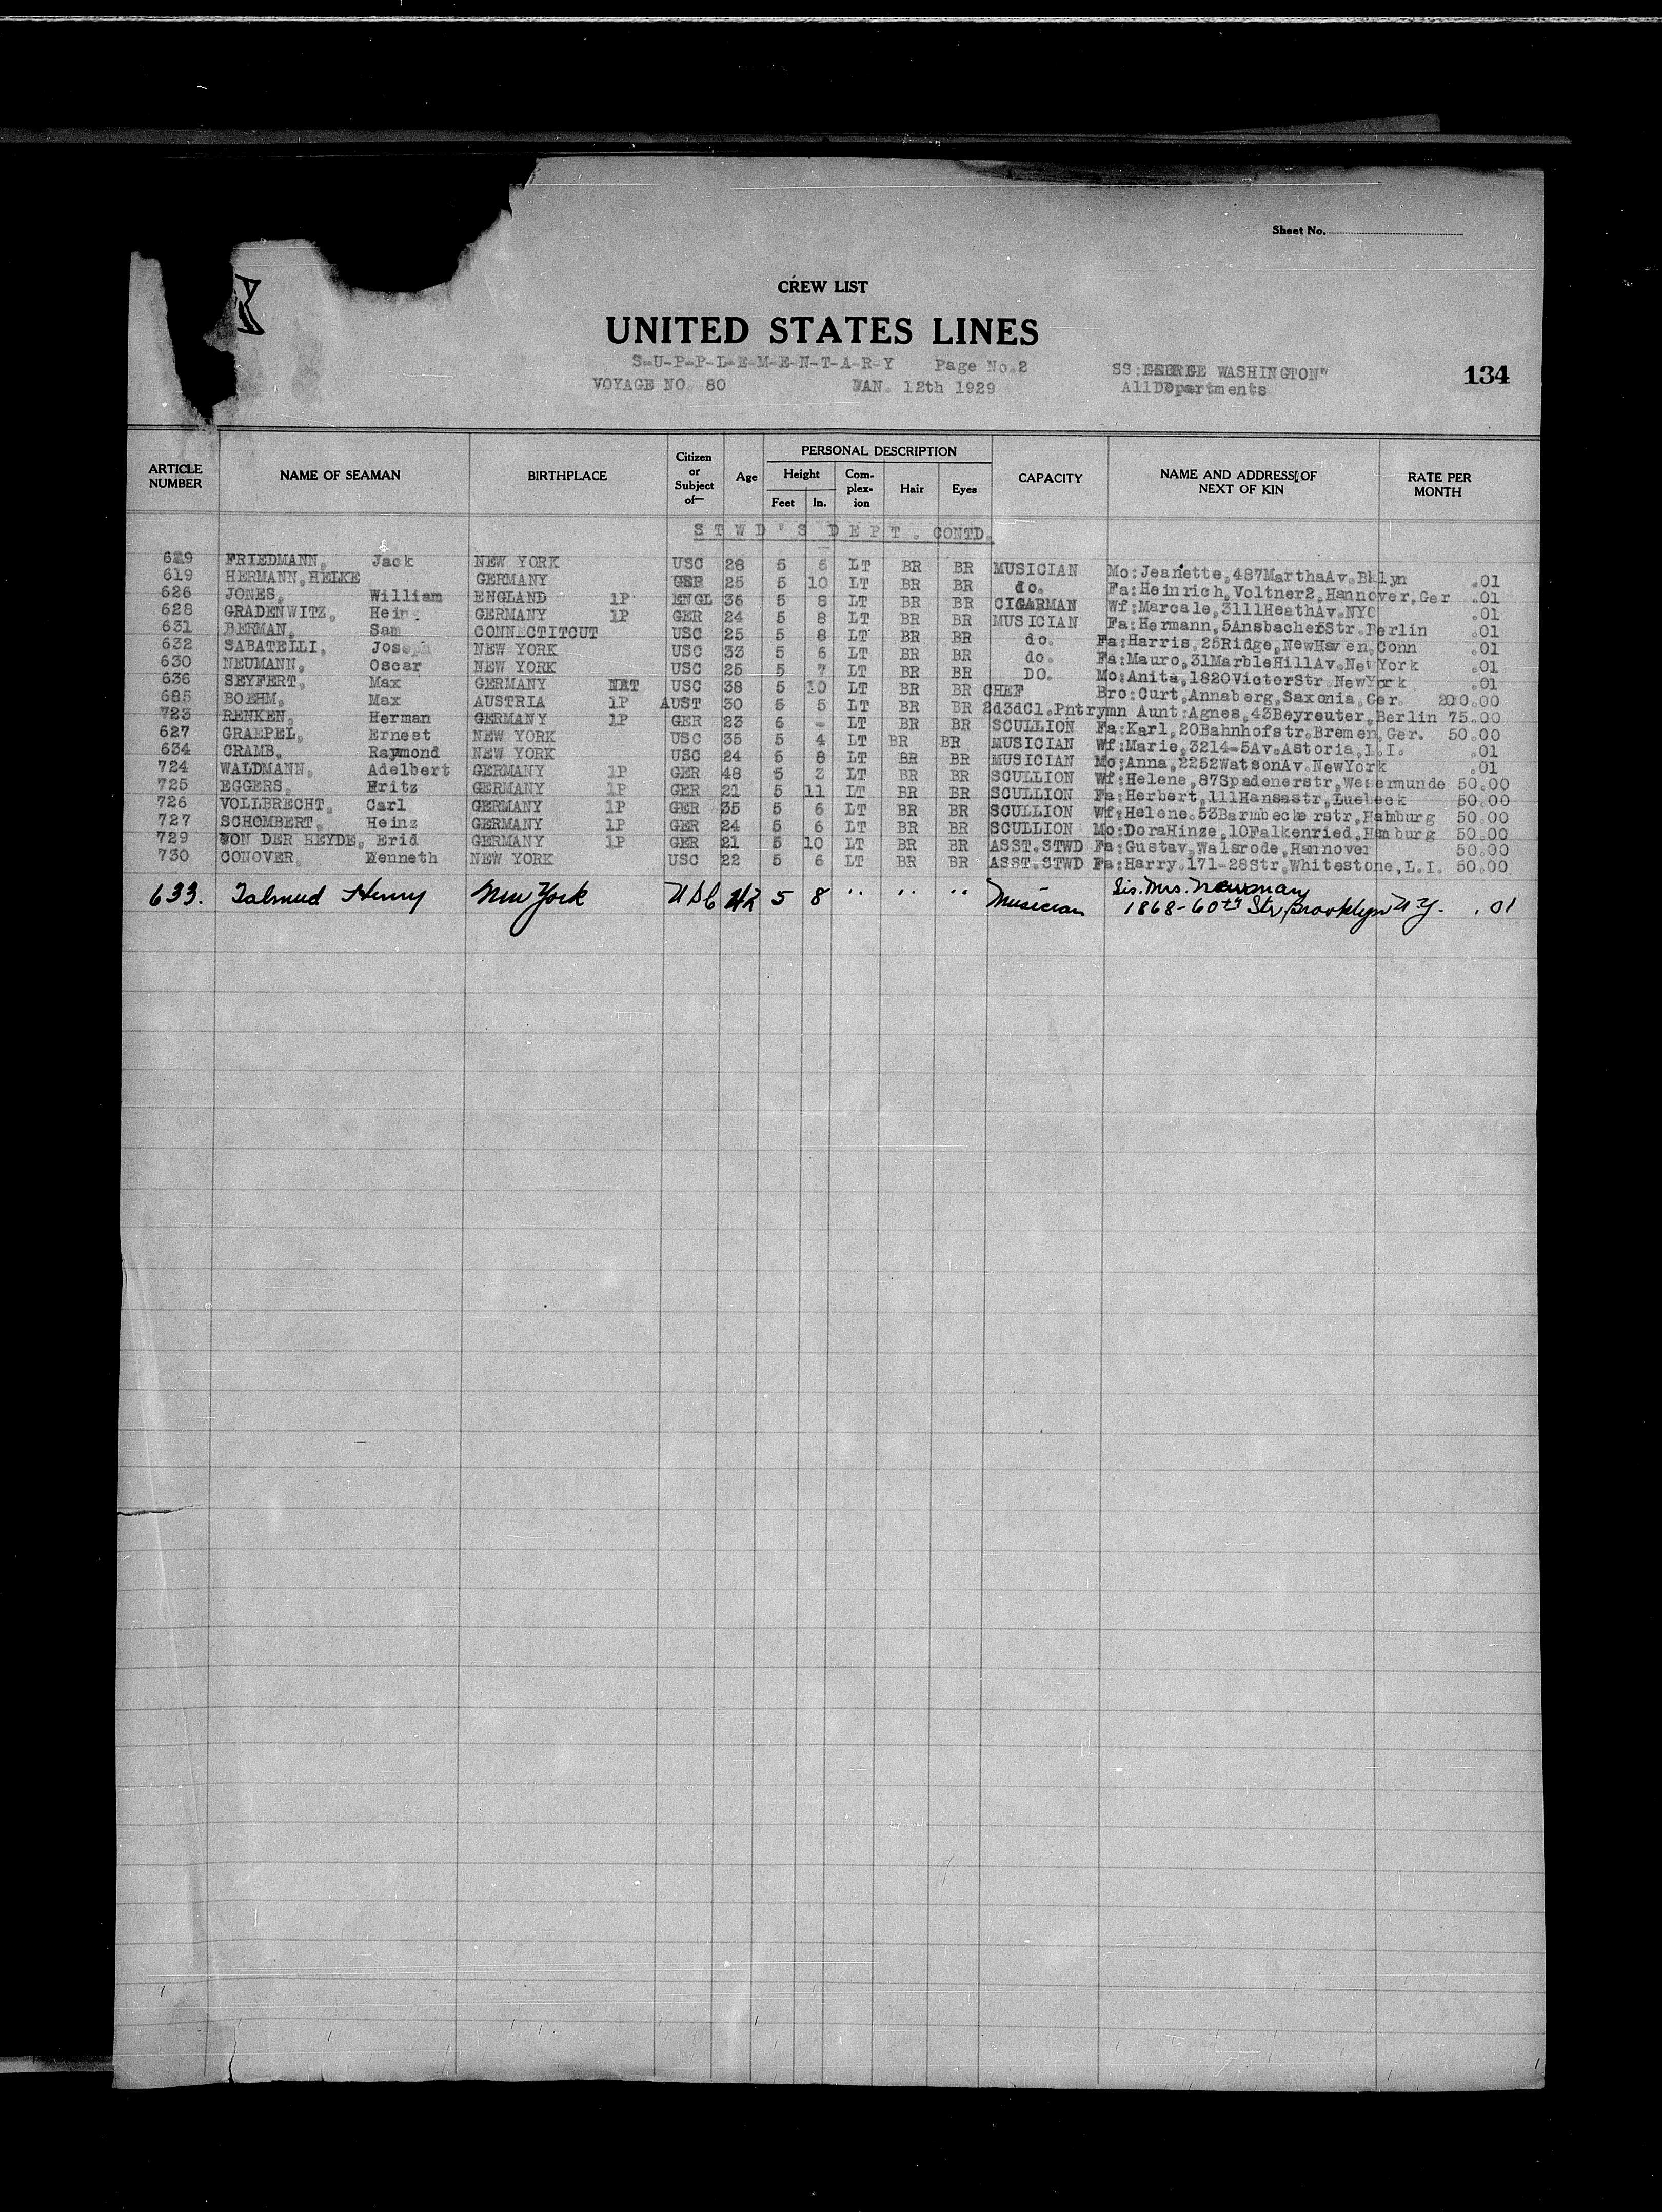 Sheet No.
CREW LIST
UNITED STATES LINES
S-U-P-P-L-E-M-E-N-T-A-R-Y Page No.2
VOYAGE NO. 80 JAN. 12th 1929
SS: GEORGE WASHINGTON"
AllDepartments
134
ARTICLE NUMBER NAME OF SEAMAN BIRTHPLACE Citizen or Subject of— Age PERSONAL DESCRIPTION Height Feet In. Com-plex-ion Hair Eyes CAPACITY NAME AND ADDRESS OF NEXT OF KIN RATE PER MONTH
S T W D ' S D E P T . CONTD.
629 FRIEDMANN, Jack NEW YORK USC 28 5 5 LT BR BR MUSICIAN Mo:Jeanette,487MarthaAv.Bklyn .01
619 HERMANN,HELKE GERMANY GER 25 5 10 LT BR BR do. Fa:Heinrich,Voltner2,Hannover,Ger .01
626 JONES, William ENGLAND 1P ENGL 36 5 8 LT BR BR CIGARMAN Wf:Marcale,3111HeathAv.NYC .01
628 GRADENWITZ, Hein GERMANY 1P GER 24 5 8 LT BR BR MUSICIAN Fa:Hermann,5AnsbacherStr.Berlin .01
631 BERMAN, Sam CONNECTITCUT USC 25 5 8 LT BR BR do. Fa:Harris,25Ridge,NewHaven,Conn .01
632 SABATELLI, Joseph NEW YORK USC 33 5 6 LT BR BR do. Fa:Mauro,31MarbleHillAv.NewYork .01
630 NEUMANN, Oscar NEW YORK USC 25 5 7 LT BR BR DO. Mo:Anita,1820VictorStr NewYork .01
636 SEYFERT, Max GERMANY NAT USC 38 5 10 LT BR BR CHEF Bro:Curt,Annaberg,Saxonia,Ger. 200.00
685 BOEHM, Max AUSTRIA 1P AUST 30 5 5 LT BR BR 2d3dCl.Pntrymn Aunt:Agnes,43Beyreuter,Berlin 75.00
723 RENKEN, Herman GERMANY 1P GER 23 6 - LT BR BR SCULLION Fa:Karl,20Bahnhofstr.Bremen,Ger. 50.00
627 GRAEPEL, Ernest NEW YORK USC 35 5 4 LT BR BR MUSICIAN Wf:Marie,3214-5Av.Astoria,L.I. .01
634 CRAMB, Raymond NEW YORK USC 24 5 8 LT BR BR MUSICIAN Mo:Anna,2252WatsonAv.NewYork .01
724 WALDMANN, Adelbert GERMANY 1P GER 48 5 3 LT BR BR SCULLION Wf:Helene,87Spadenerstr,Wesermunde 50.00
725 EGGERS, Fritz GERMANY 1P GER 21 5 11 LT BR BR SCULLION Fa:Herbert,111Hansastr,Luebeck 50.00
726 VOLLBRECHT, Carl GERMANY 1P GER 35 5 6 LT BR BR SCULLION Wf:Helene.53Barmbeckerstr,Hamburg 50.00
727 SCHOMBERT, Heinz GERMANY 1P GER 24 5 6 LT BR BR SCULLION Mo:DoraHinze,10Falkenried,Hamburg 50.00
729 VON DER HEYDE, Erid GERMANY 1P GER 21 5 10 LT BR BR ASST.STWD Fa:Gustav,Walsrode,Hannover 50.00
730 CONOVER, Kenneth NEW YORK USC 22 5 6 LT BR BR ASST.STWD Fa:Harry.171-28Str.Whitestone,L.I. 50.00
633. Talmud Henry New York USC 42 5 8 " " " Musician Sis. Mrs. Newman
1868-60th Str, Brooklyn N.Y. .01